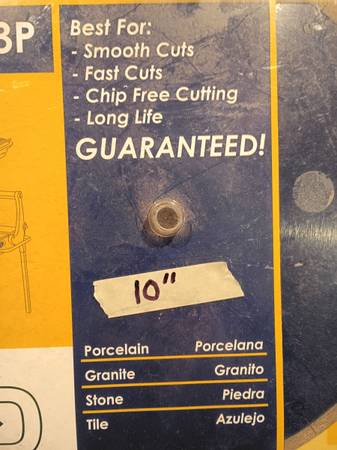 3P
Best For:
- Smooth Cuts
- Fast Cuts
- Chip Free Cutting
- Long Life
GUARANTEED!
10"
Porcelain Porcelana
Granite Granito
Stone Piedra
Tile Azulejo